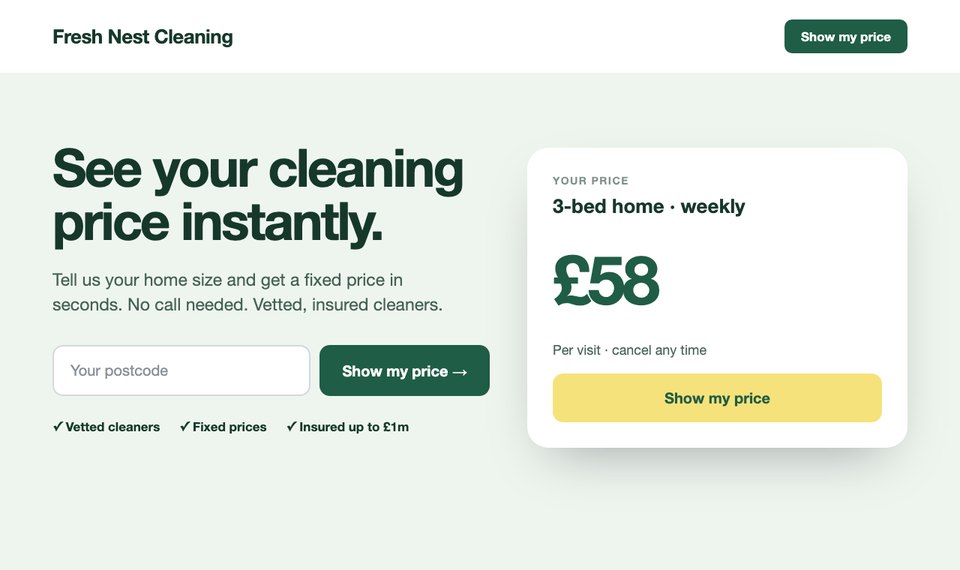 Fresh Nest Cleaning
Show my price
See your cleaning
price instantly.
Tell us your home size and get a fixed price in
seconds. No call needed. Vetted, insured cleaners.
Your postcode
Show my price →
✓ Vetted cleaners ✓ Fixed prices ✓ Insured up to £1m
YOUR PRICE
3-bed home · weekly
£58
Per visit · cancel any time
Show my price